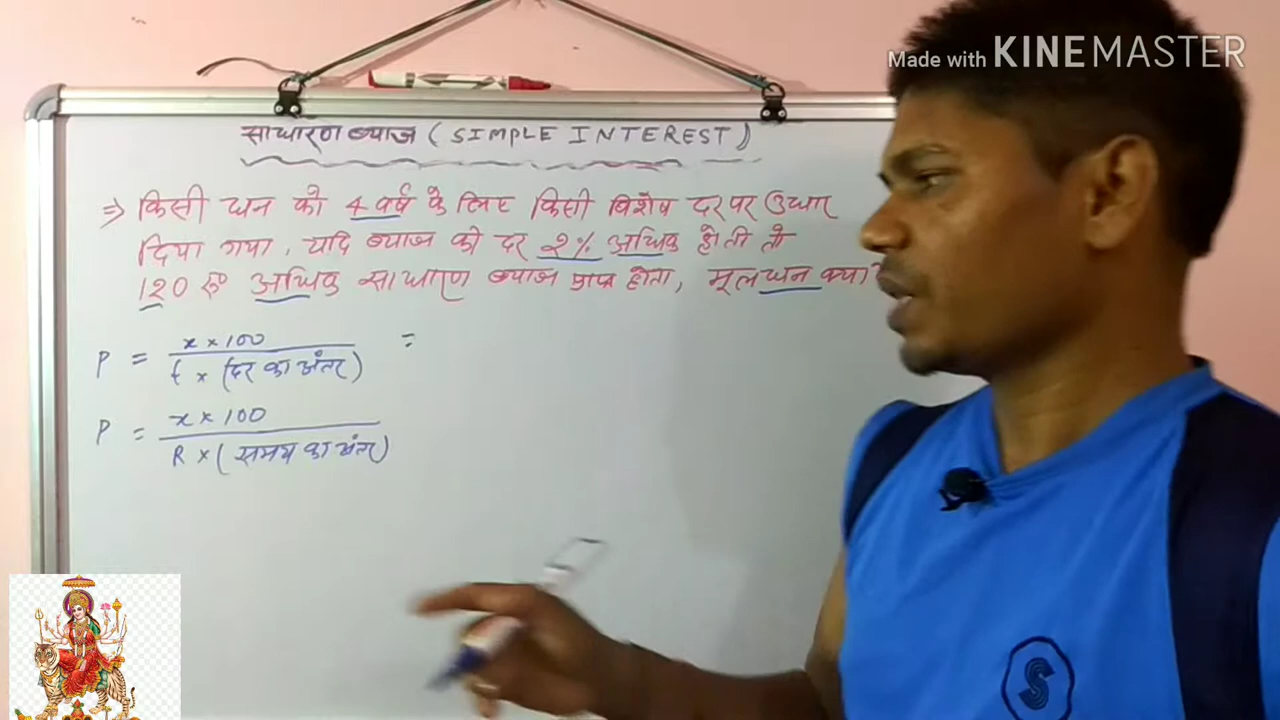 Made with KINEMASTER
साधारण ब्याज ( SIMPLE INTEREST )
⇒ किसी धन को 4 वर्ष के लिए किसी विशेष दर पर उधार
दिया गया, यदि ब्याज की दर 2% अधिक होती तो
120 रु० अधिक साधारण ब्याज प्राप्त होता, मूलधन क्या?
P = x × 100 / t × (दर का अंतर) =
P = x × 100 / R × (समय का अंतर)
S